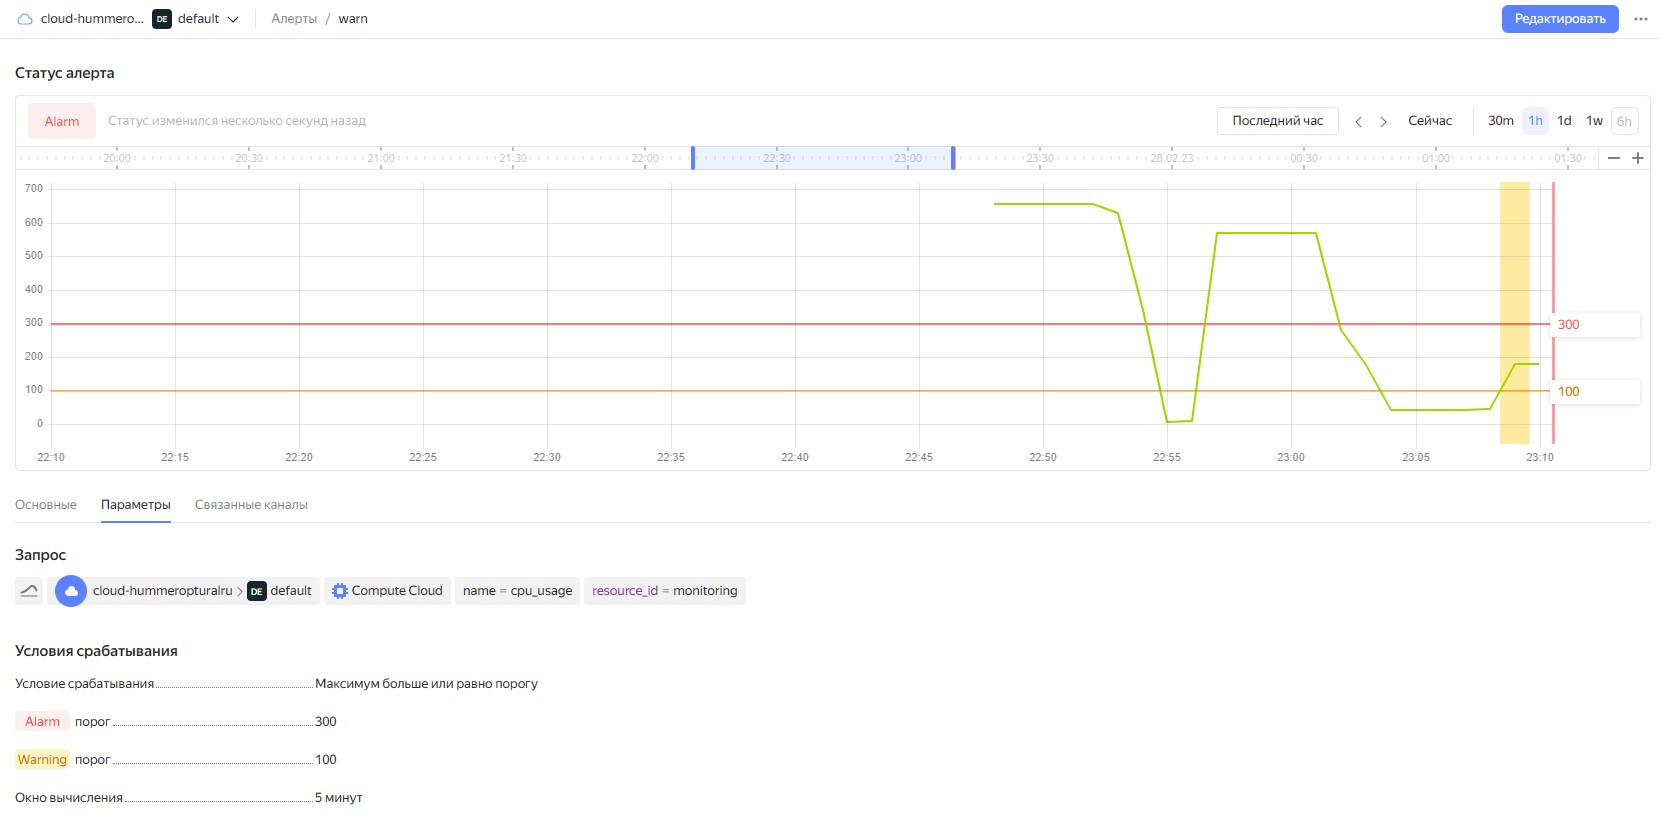 cloud-hummero... DE default Алерты / warn Редактировать
Статус алерта
Alarm Статус изменился несколько секунд назад Последний час Сейчас 30m 1h 1d 1w 6h
20:00 20:30 21:00 21:30 22:00 22:30 23:00 23:30 28.02.23 00:30 01:00 01:30
700
600
500
400
300 300
200
100 100
0
22:10 22:15 22:20 22:25 22:30 22:35 22:40 22:45 22:50 22:55 23:00 23:05 23:10
Основные Параметры Связанные каналы
Запрос
cloud-hummeropturalru > DE default Compute Cloud name = cpu_usage resource_id = monitoring
Условия срабатывания
Условие срабатывания Максимум больше или равно порогу
Alarm порог 300
Warning порог 100
Окно вычисления 5 минут